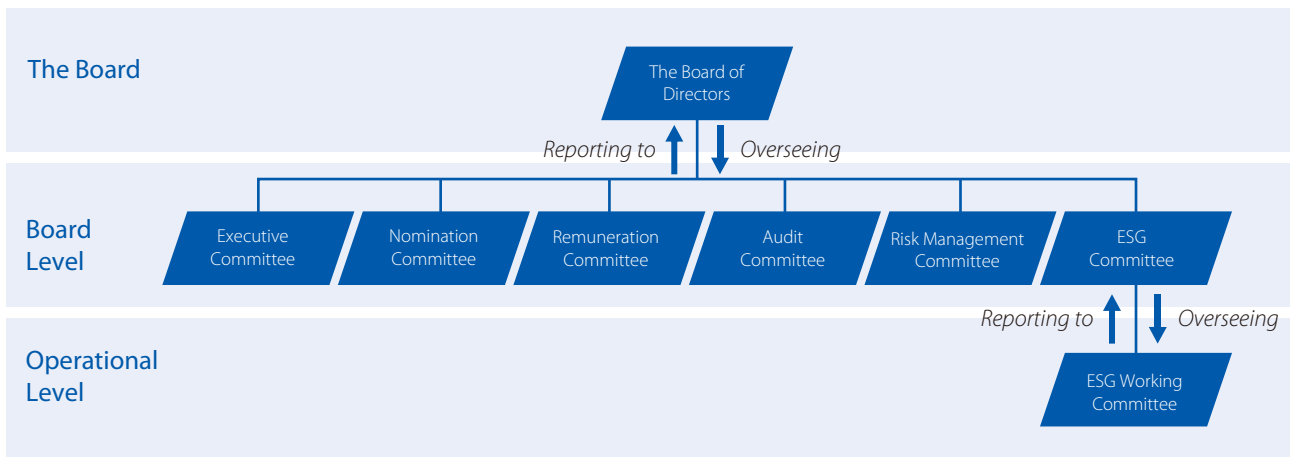 The Board
The Board of
Directors
Reporting to
Overseeing
Board
Level
Executive
Committee
Nomination
Committee
Remuneration
Committee
Audit
Committee
Risk Management
Committee
ESG
Committee
Reporting to
Overseeing
Operational
Level
ESG Working
Committee